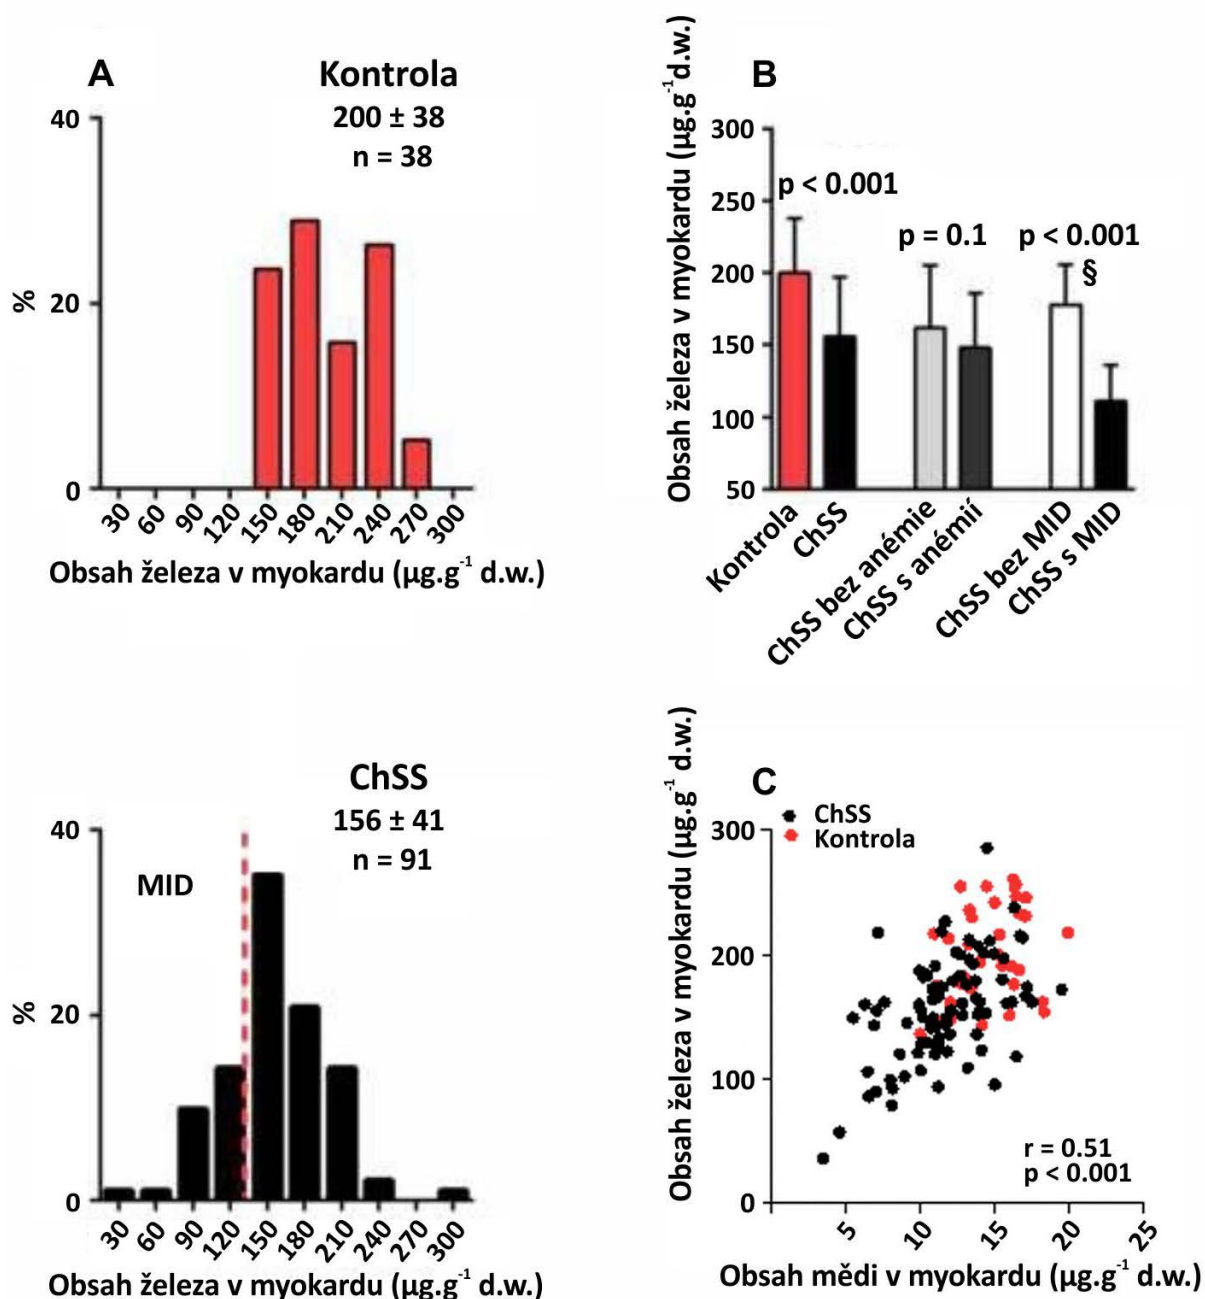 A
Kontrola
200 ± 38
n = 38
40
20
0
%
30 60 90 120 150 180 210 240 270 300
Obsah železa v myokardu (µg.g⁻¹ d.w.)
B
Obsah železa v myokardu (µg.g⁻¹d.w.)
300
250
200
150
100
50
p < 0.001
p = 0.1
p < 0.001
§
Kontrola
ChSS
ChSS bez anémie
ChSS s anémií
ChSS bez MID
ChSS s MID
ChSS
156 ± 41
n = 91
MID
40
20
0
%
30 60 90 120 150 180 210 240 270 300
Obsah železa v myokardu (µg.g⁻¹ d.w.)
C
ChSS
Kontrola
Obsah železa v myokardu (µg.g⁻¹ d.w.)
300
200
100
0
r = 0.51
p < 0.001
5 10 15 20 25
Obsah mědi v myokardu (µg.g⁻¹ d.w.)